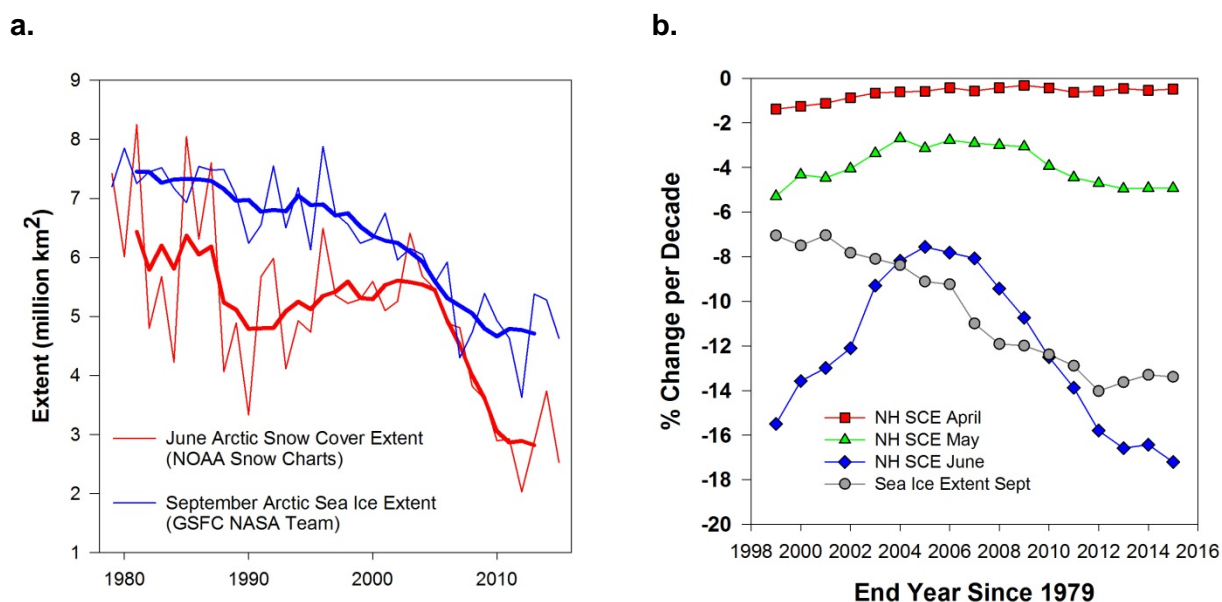 a.
b.
9
8
7
6
5
4
3
2
1
Extent (million km²)
1980
1990
2000
2010
June Arctic Snow Cover Extent
(NOAA Snow Charts)
September Arctic Sea Ice Extent
(GSFC NASA Team)
0
-2
-4
-6
-8
-10
-12
-14
-16
-18
-20
% Change per Decade
NH SCE April
NH SCE May
NH SCE June
Sea Ice Extent Sept
1998
2000
2002
2004
2006
2008
2010
2012
2014
2016
End Year Since 1979